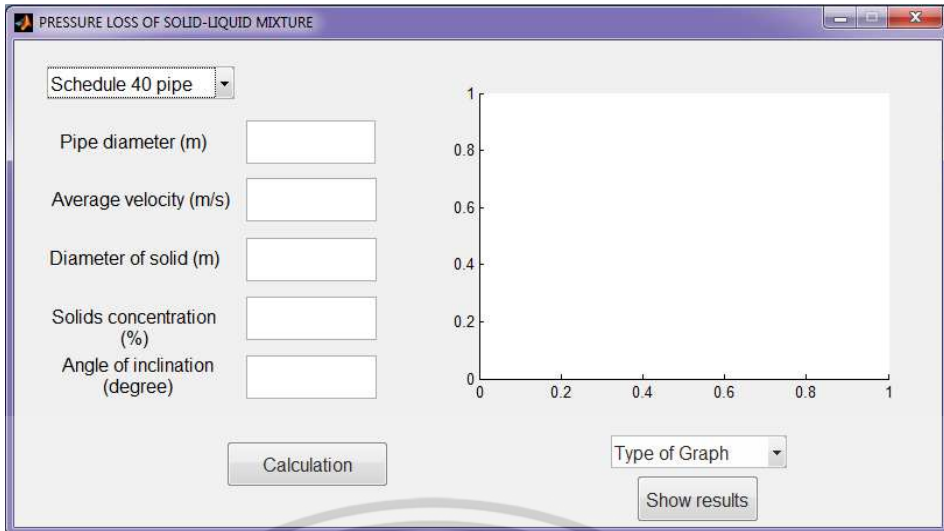 PRESSURE LOSS OF SOLID-LIQUID MIXTURE
Schedule 40 pipe
Pipe diameter (m)
Average velocity (m/s)
Diameter of solid (m)
Solids concentration
(%)
Angle of inclination
(degree)
Calculation
1
0.8
0.6
0.4
0.2
0
0 0.2 0.4 0.6 0.8 1
Type of Graph
Show results